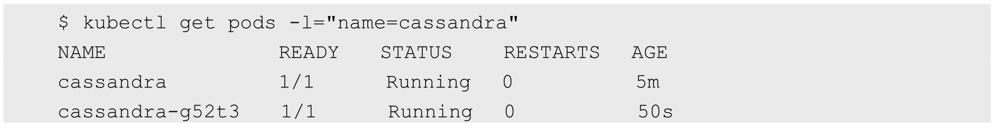 $ kubectl get pods -l="name=cassandra"
NAME READY STATUS RESTARTS AGE
cassandra 1/1 Running 0 5m
cassandra-g52t3 1/1 Running 0 50s